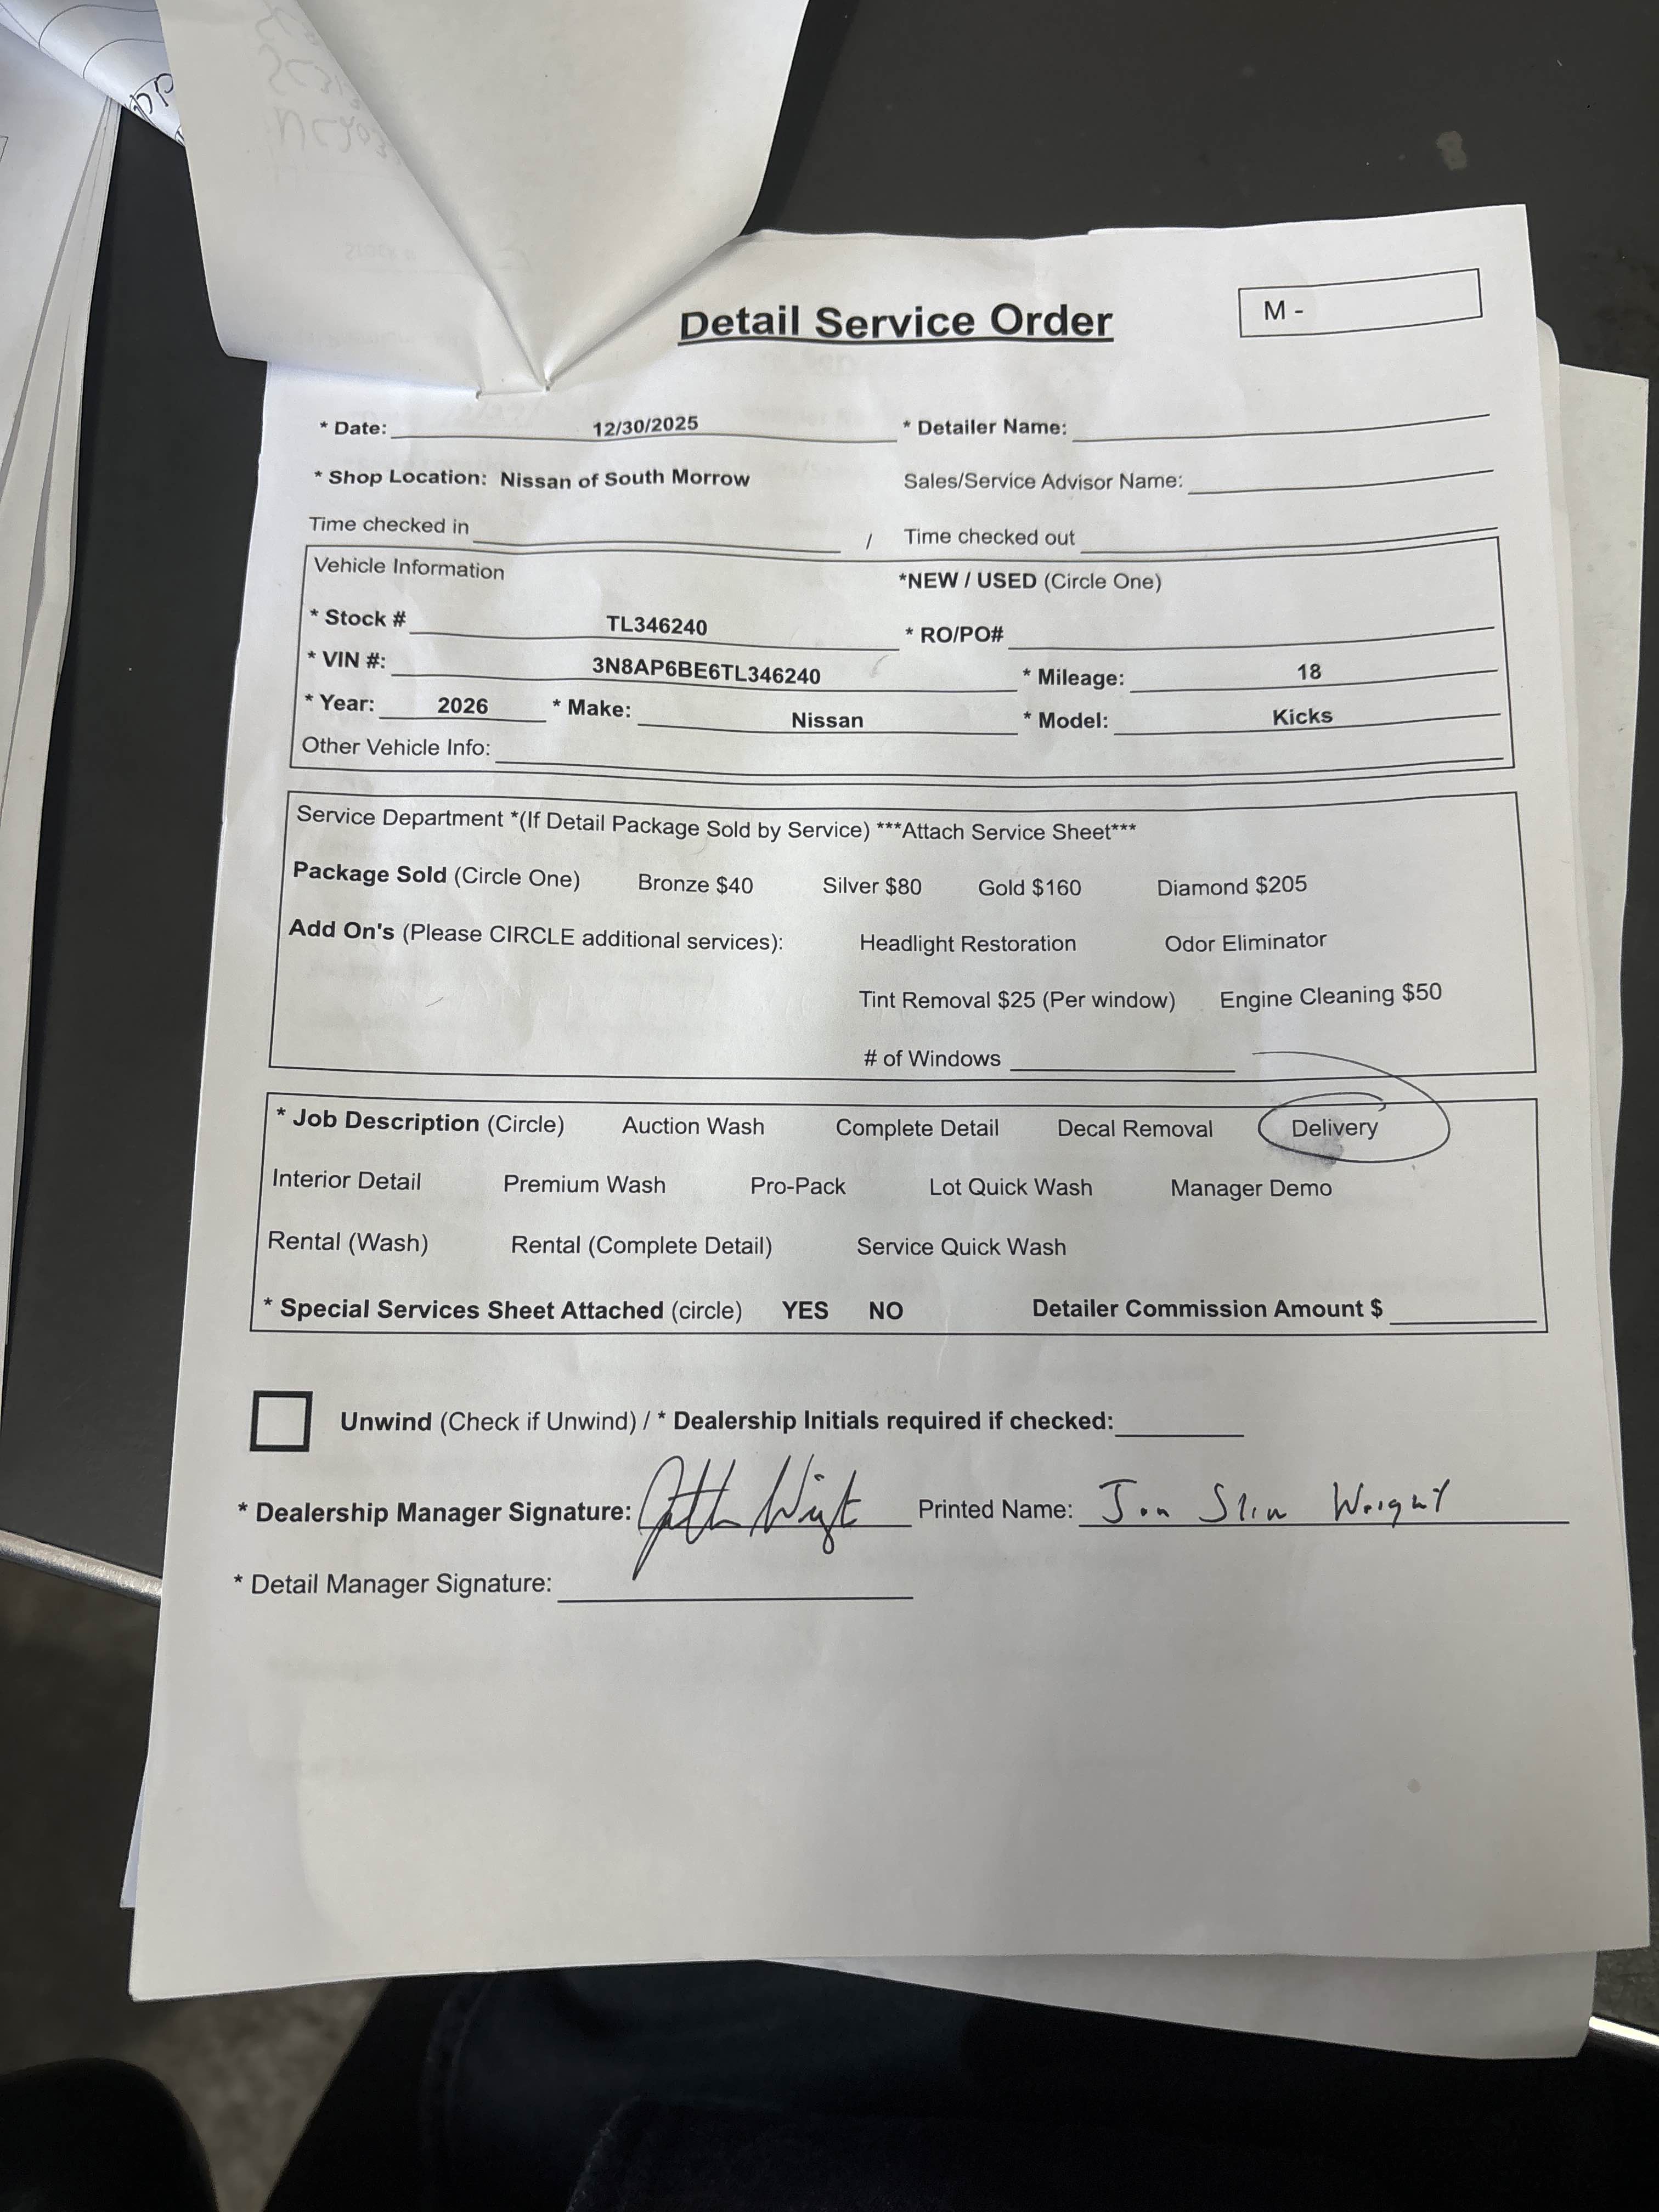 Detail Service Order
M -
* Date: 12/30/2025 * Detailer Name:
* Shop Location: Nissan of South Morrow Sales/Service Advisor Name:
Time checked in / Time checked out
Vehicle Information *NEW / USED (Circle One)
* Stock # TL346240 * RO/PO#
* VIN #: 3N8AP6BE6TL346240 * Mileage: 18
* Year: 2026 * Make: Nissan * Model: Kicks
Other Vehicle Info:
Service Department *(If Detail Package Sold by Service) ***Attach Service Sheet***
Package Sold (Circle One) Bronze $40 Silver $80 Gold $160 Diamond $205
Add On's (Please CIRCLE additional services): Headlight Restoration Odor Eliminator
Tint Removal $25 (Per window) Engine Cleaning $50
# of Windows
* Job Description (Circle) Auction Wash Complete Detail Decal Removal Delivery
Interior Detail Premium Wash Pro-Pack Lot Quick Wash Manager Demo
Rental (Wash) Rental (Complete Detail) Service Quick Wash
* Special Services Sheet Attached (circle) YES NO Detailer Commission Amount $
Unwind (Check if Unwind) / * Dealership Initials required if checked:
* Dealership Manager Signature: Printed Name: Jon Slin Wright
* Detail Manager Signature: